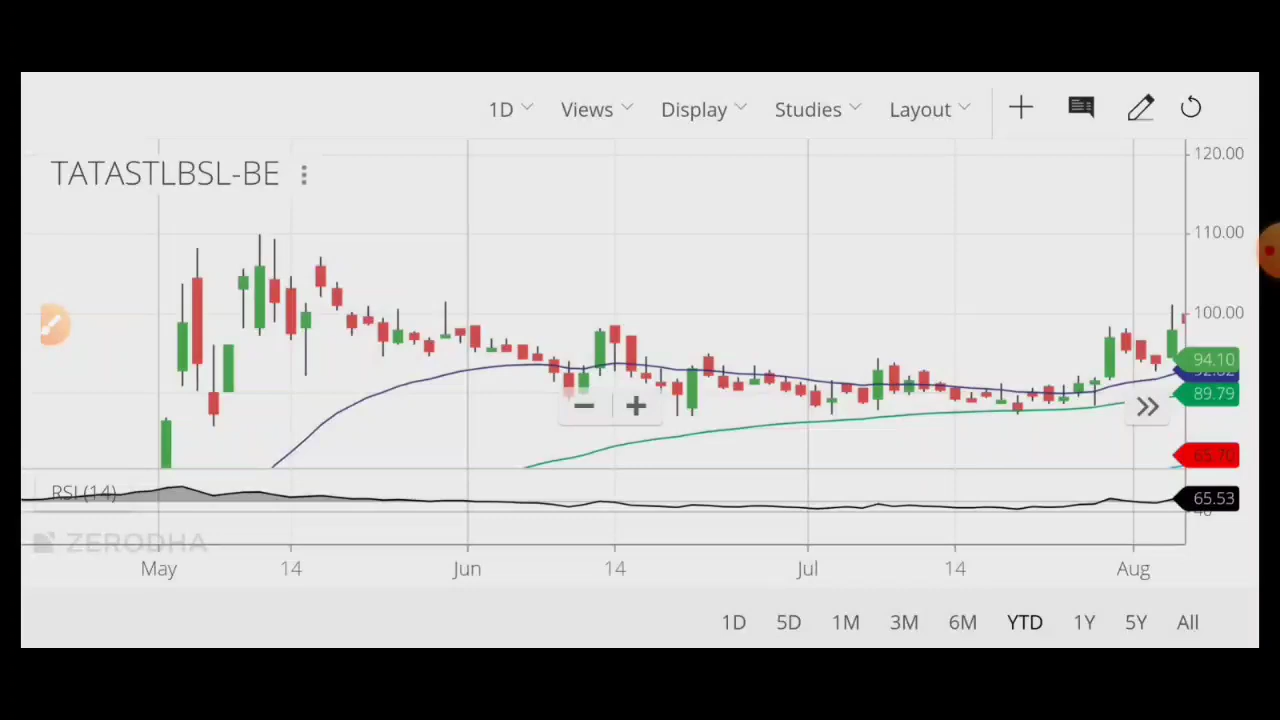 1D Views Display Studies Layout
TATASTLBSL-BE
120.00
110.00
100.00
94.10
89.79
65.70
RSI (14)
65.53
ZERODHA
May 14 Jun 14 Jul 14 Aug
1D 5D 1M 3M 6M YTD 1Y 5Y All